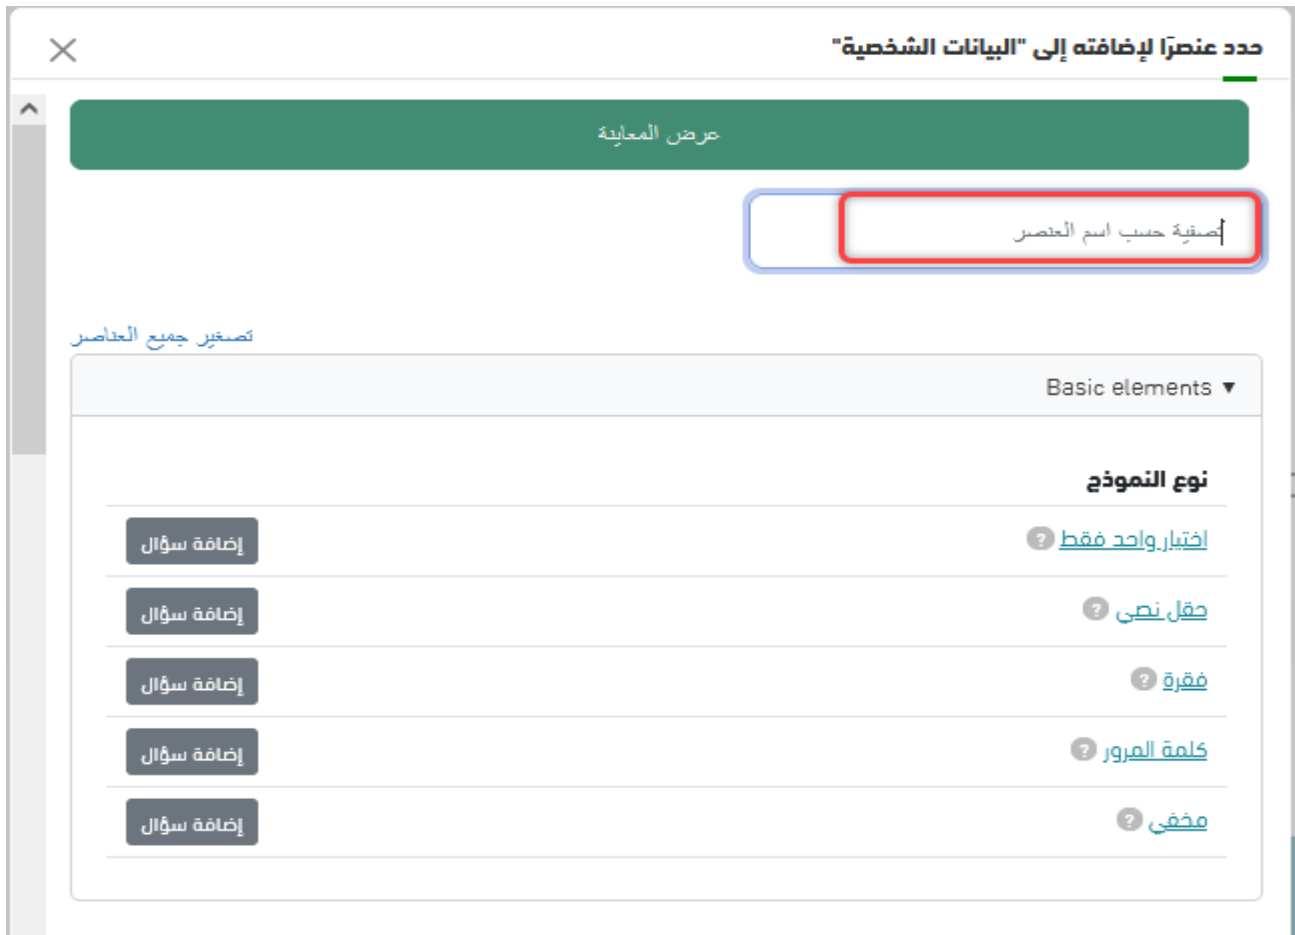 حدد عنصرًا لإضافته إلى "البيانات الشخصية"
عرض المعاينة
تصفية حسب اسم العنصر
تصغير جميع العناصر
Basic elements
نوع النموذج
اختيار واحد فقط ? إضافة سؤال
حقل نصي ? إضافة سؤال
فقرة ? إضافة سؤال
كلمة المرور ? إضافة سؤال
مخفي ? إضافة سؤال